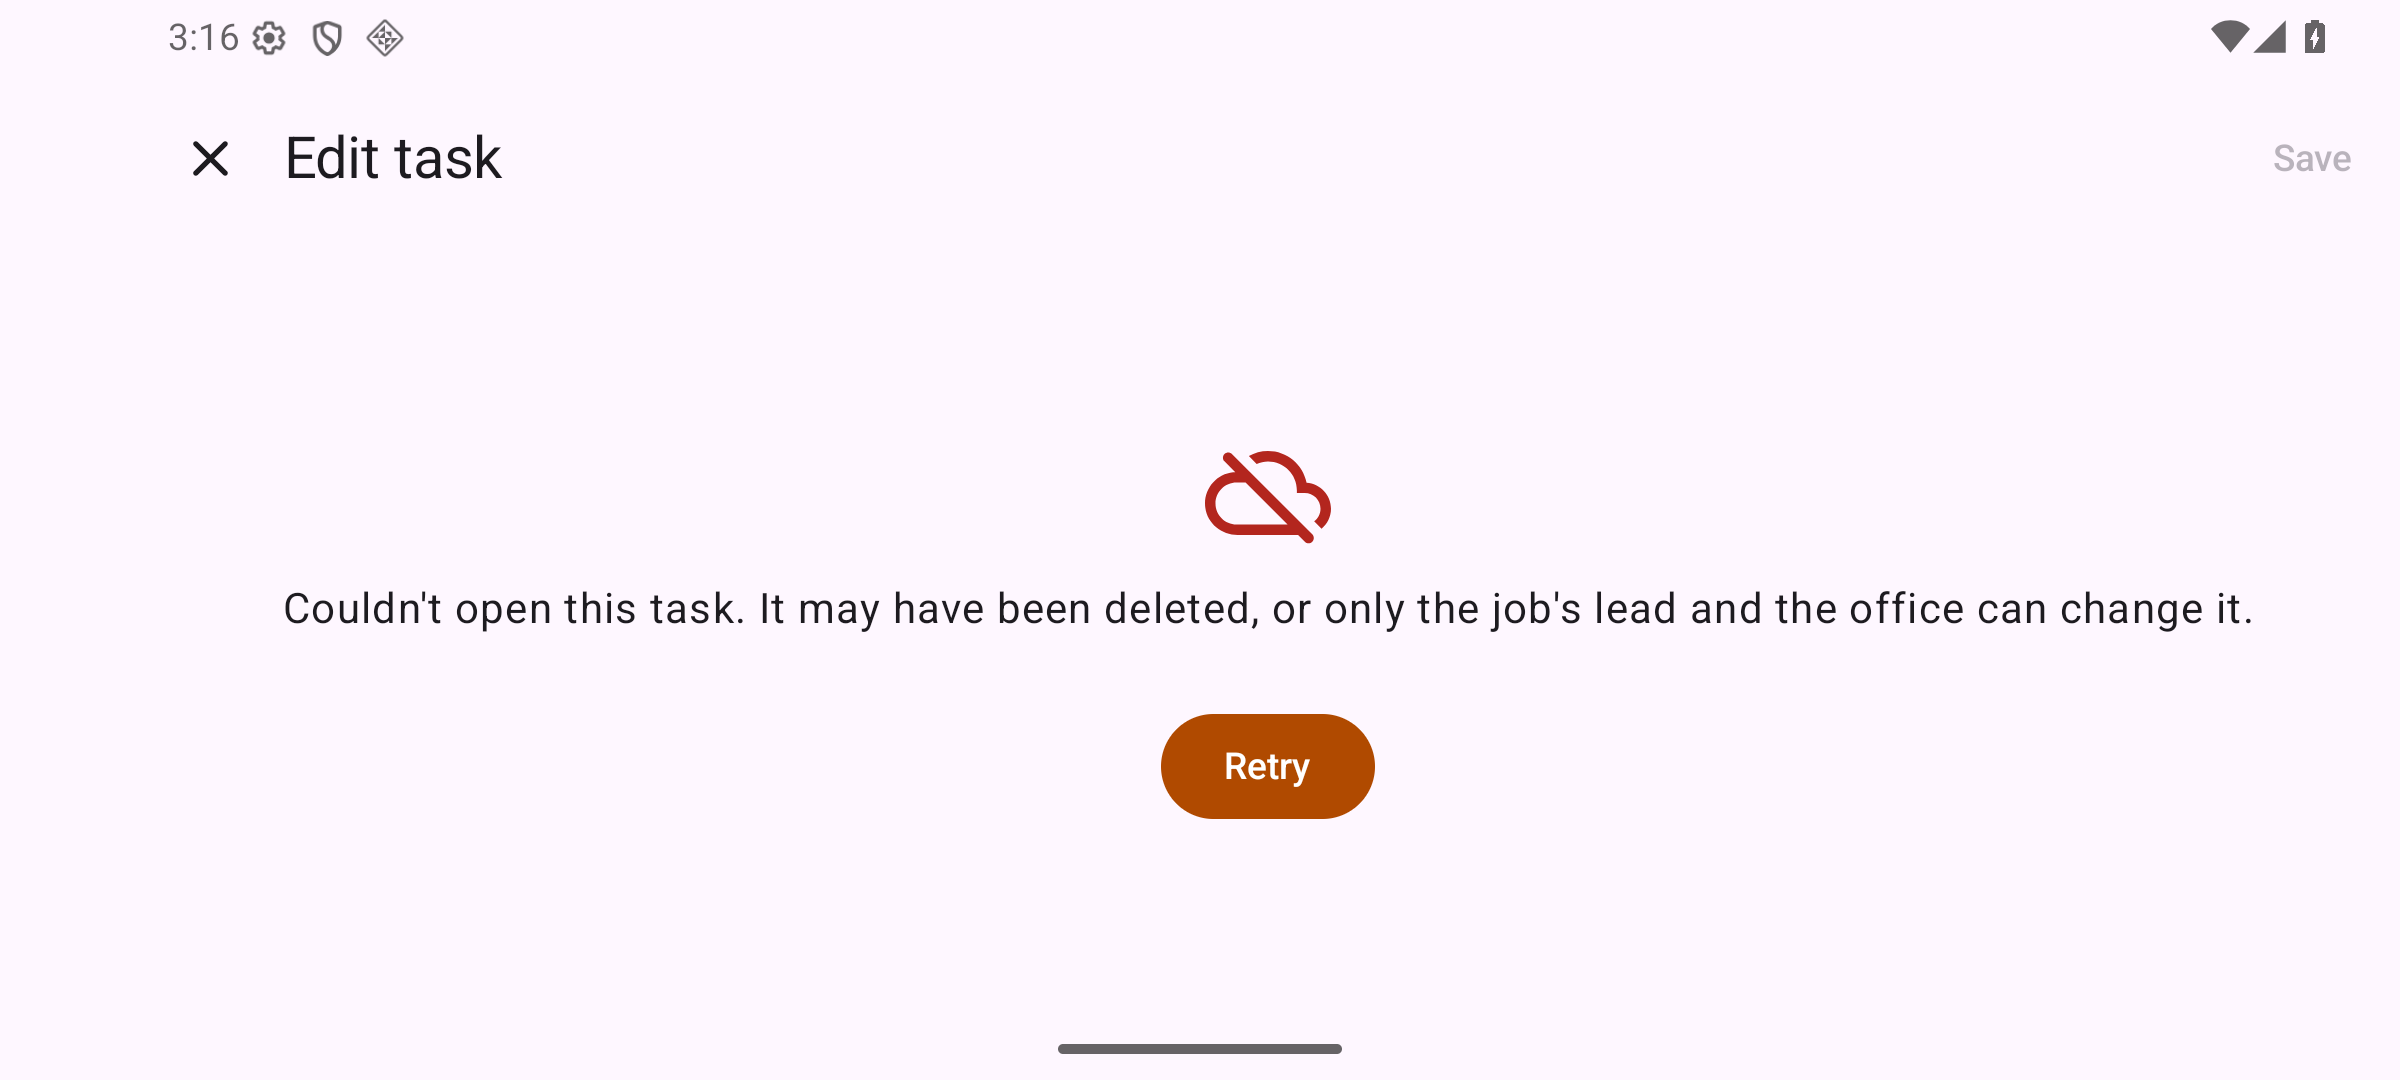 3:16
Edit task
Save
Couldn't open this task. It may have been deleted, or only the job's lead and the office can change it.
Retry